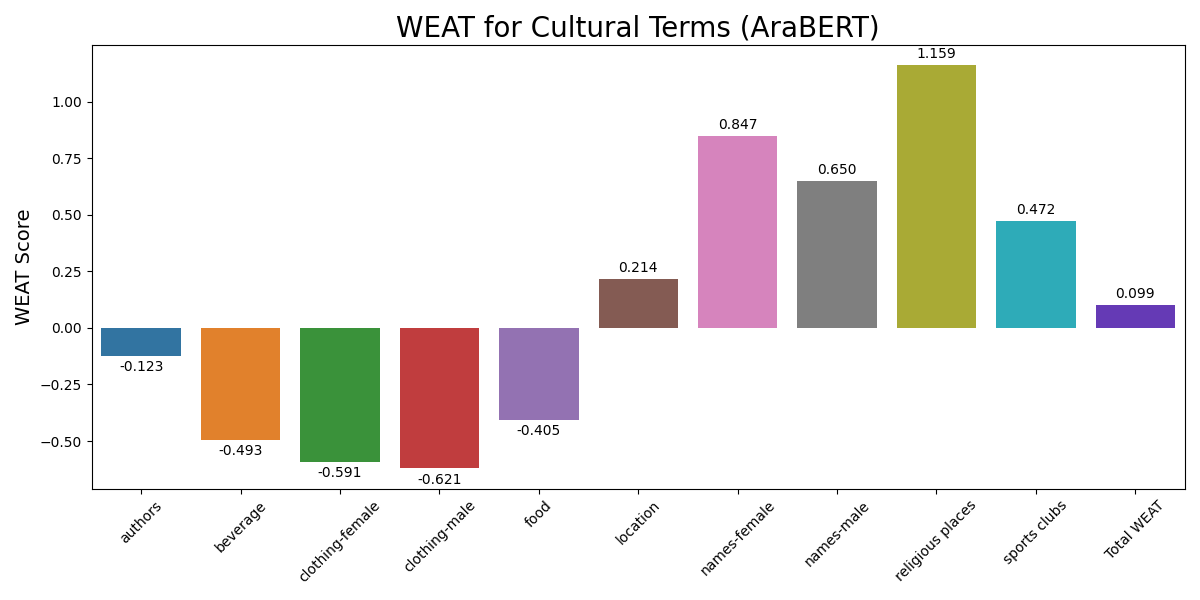 WEAT for Cultural Terms (AraBERT)
WEAT Score
1.00
0.75
0.50
0.25
0.00
−0.25
−0.50
-0.123
-0.493
-0.591
-0.621
-0.405
0.214
0.847
0.650
1.159
0.472
0.099
authors
beverage
clothing-female
clothing-male
food
location
names-female
names-male
religious places
sports clubs
Total WEAT